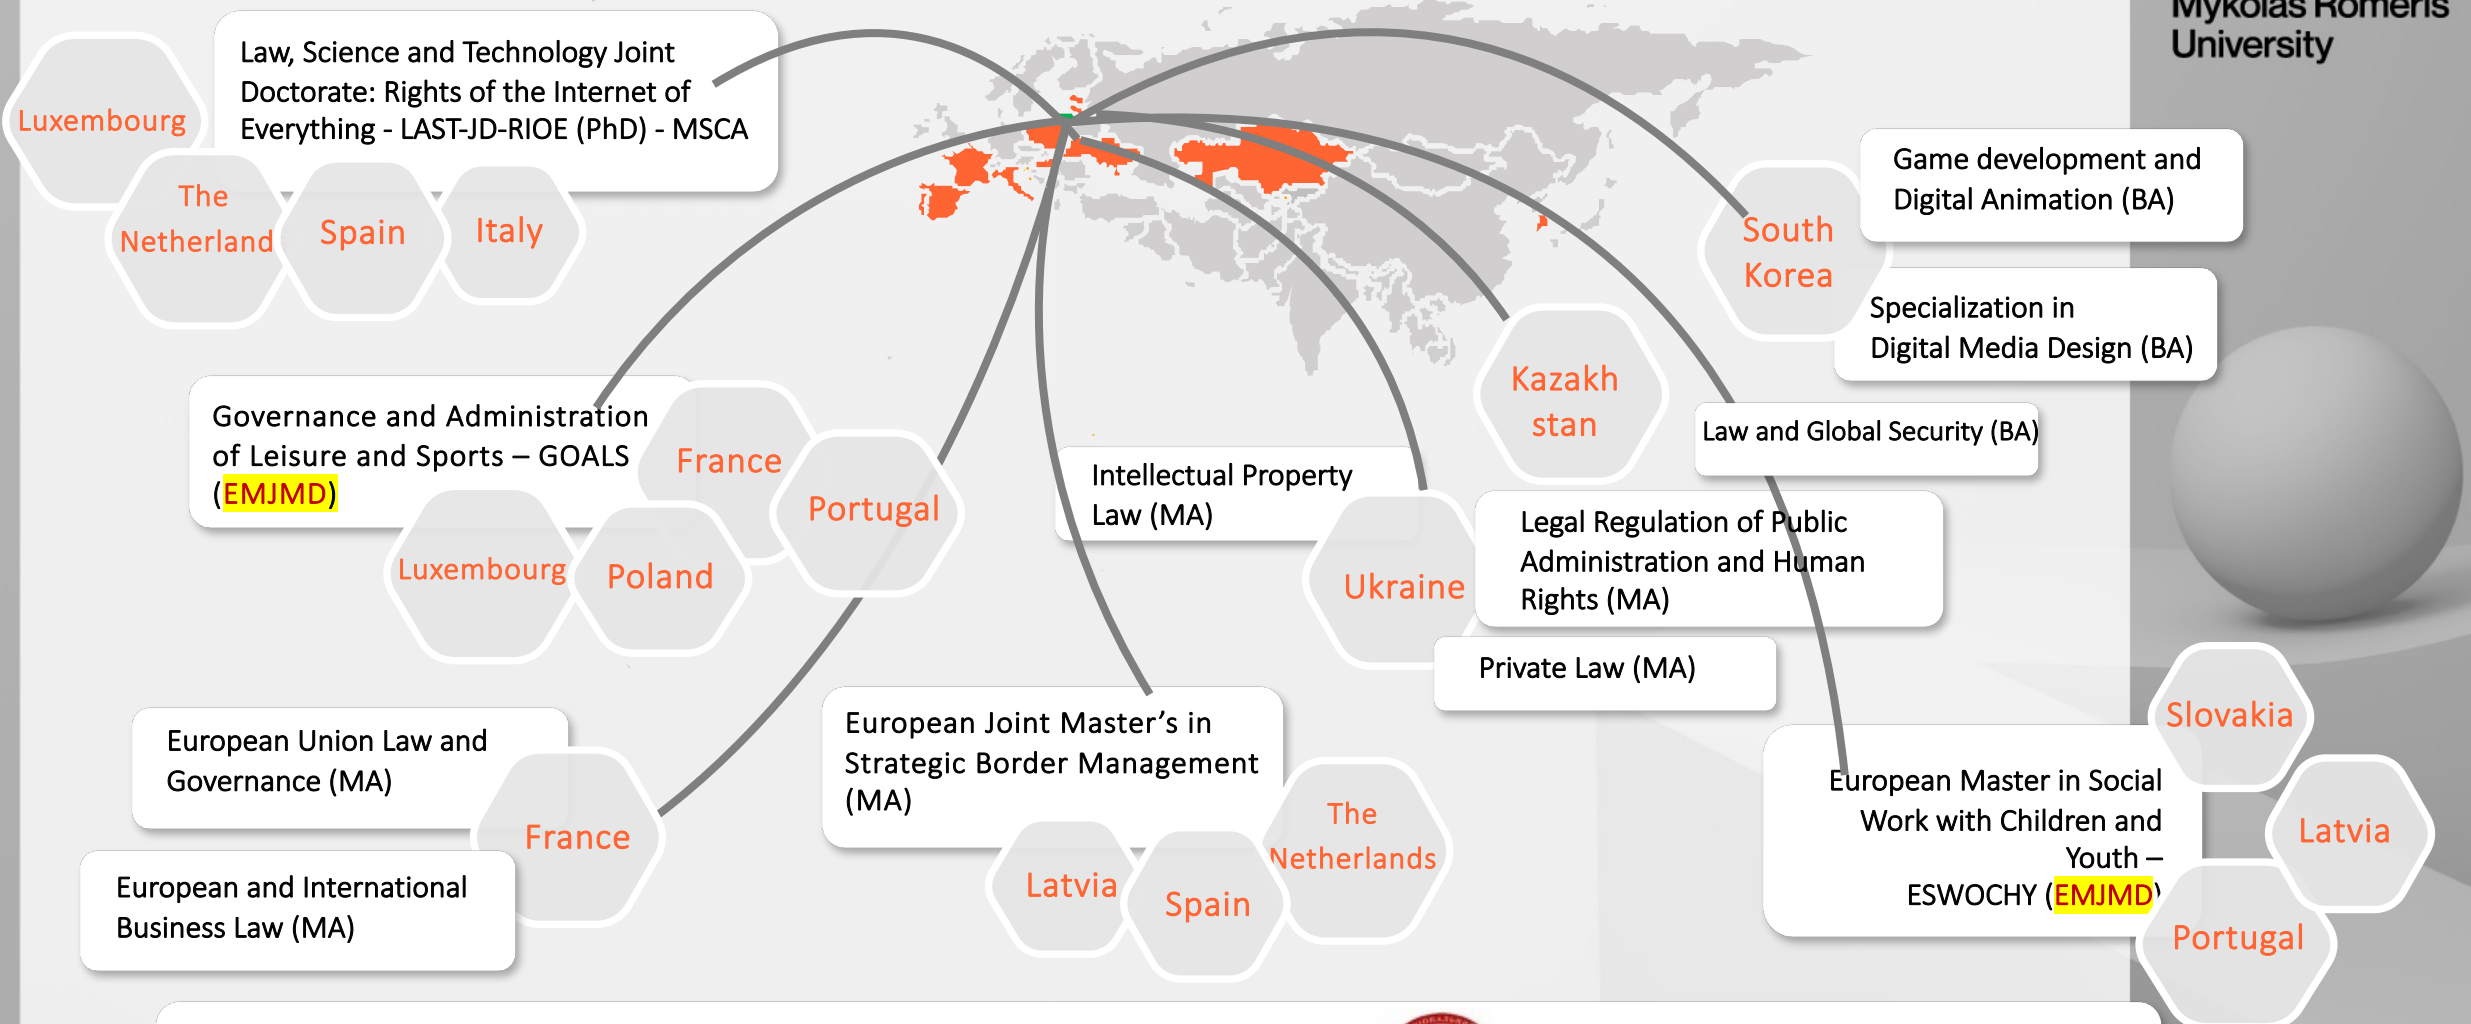 Mykolas Romeris
University
Law, Science and Technology Joint
Doctorate: Rights of the Internet of
Everything - LAST-JD-RIOE (PhD) - MSCA
Luxembourg
The
Netherland
Spain
Italy
Game development and
Digital Animation (BA)
South
Korea
Specialization in
Digital Media Design (BA)
Kazakh
stan
Law and Global Security (BA)
Governance and Administration
of Leisure and Sports – GOALS
(EMJMD)
France
Portugal
Luxembourg
Poland
Intellectual Property
Law (MA)
Ukraine
Legal Regulation of Public
Administration and Human
Rights (MA)
Private Law (MA)
European Union Law and
Governance (MA)
France
European and International
Business Law (MA)
European Joint Master’s in
Strategic Border Management
(MA)
Latvia
Spain
The
Netherlands
European Master in Social
Work with Children and
Youth –
ESWOCHY (EMJMD)
Slovakia
Latvia
Portugal